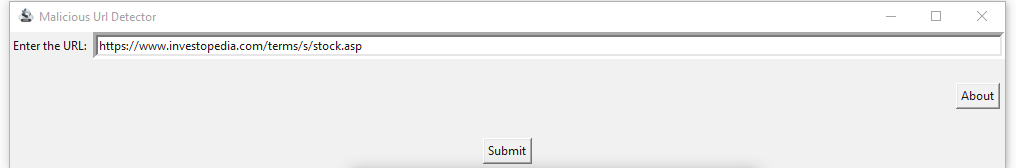 Malicious Url Detector
Enter the URL: https://www.investopedia.com/terms/s/stock.asp
About
Submit